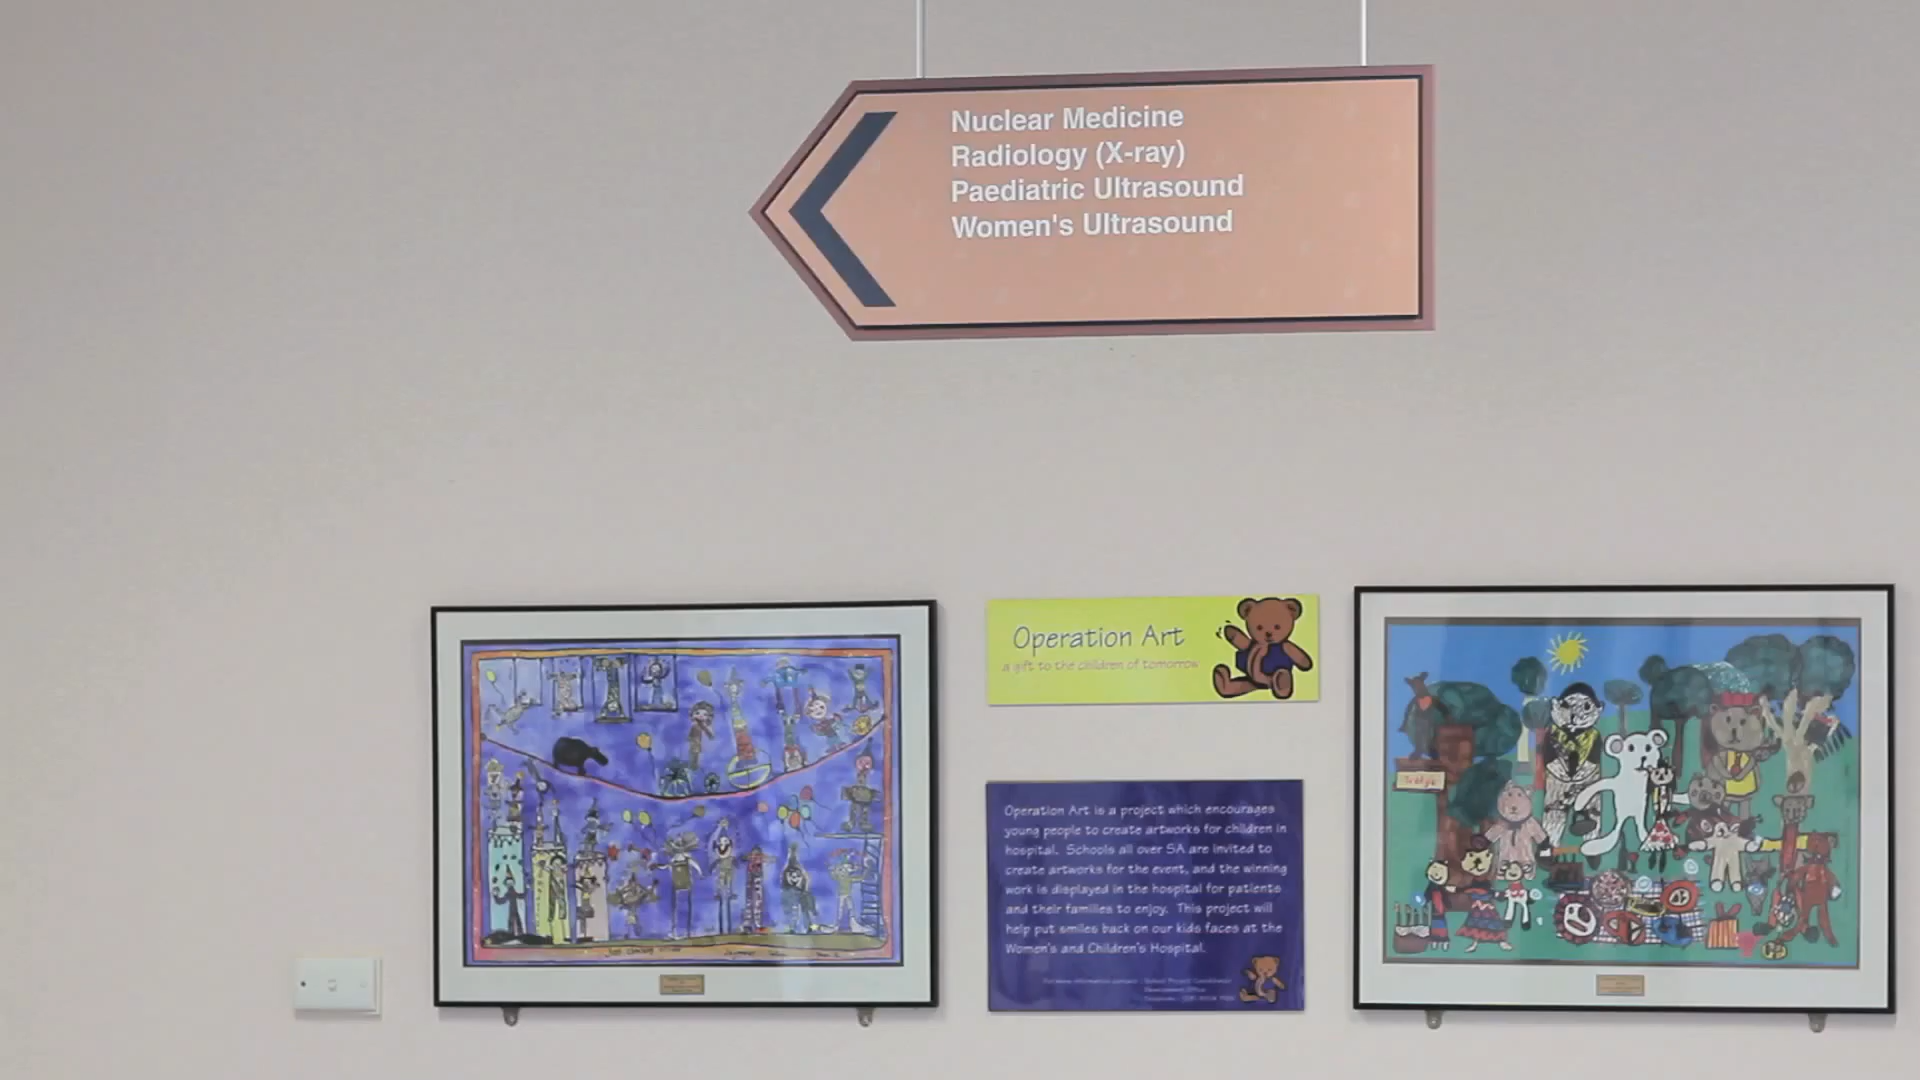 Nuclear Medicine
Radiology (X-ray)
Paediatric Ultrasound
Women's Ultrasound
Operation Art
a gift to the children of tomorrow
Operation Art is a project which encourages
young people to create artworks for children in
hospital. Schools all over SA are invited to
create artworks for the event, and the winning
work is displayed in the hospital for patients
and their families to enjoy. This project will
help put smiles back on our kids faces at the
Women's and Children's Hospital.